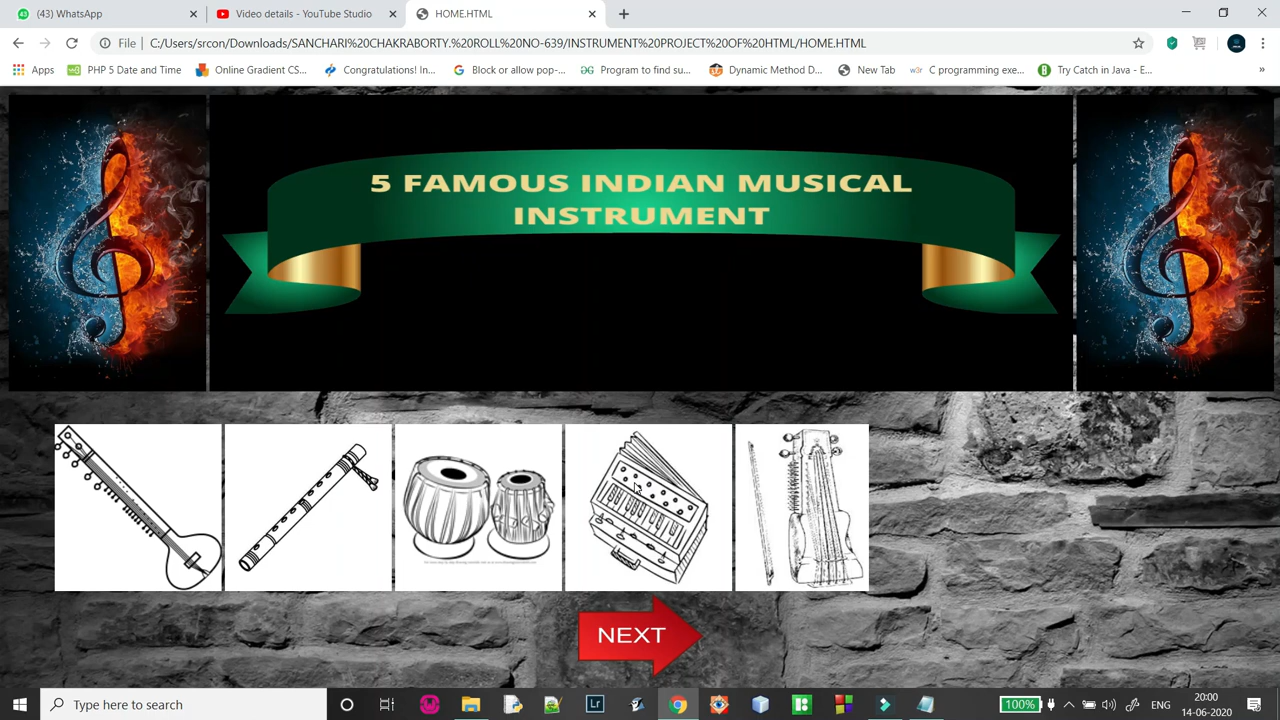 (43) WhatsApp
Video details - YouTube Studio
HOME.HTML
File
C:/Users/srcon/Downloads/SANCHARI%20CHAKRABORTY.%20ROLL%20NO.639/INSTRUMENT%20PROJECT%20OF%20HTML/HOME.HTML
Apps
PHP 5 Date and Time
Online Gradient CS...
Congratulations! In...
Block or allow pop-...
Program to find su...
Dynamic Method D...
New Tab
C programming exe...
Try Catch in Java - E...
»
5 FAMOUS INDIAN MUSICAL
INSTRUMENT
NEXT
Type here to search
100%
ENG
20:00
14-06-2020